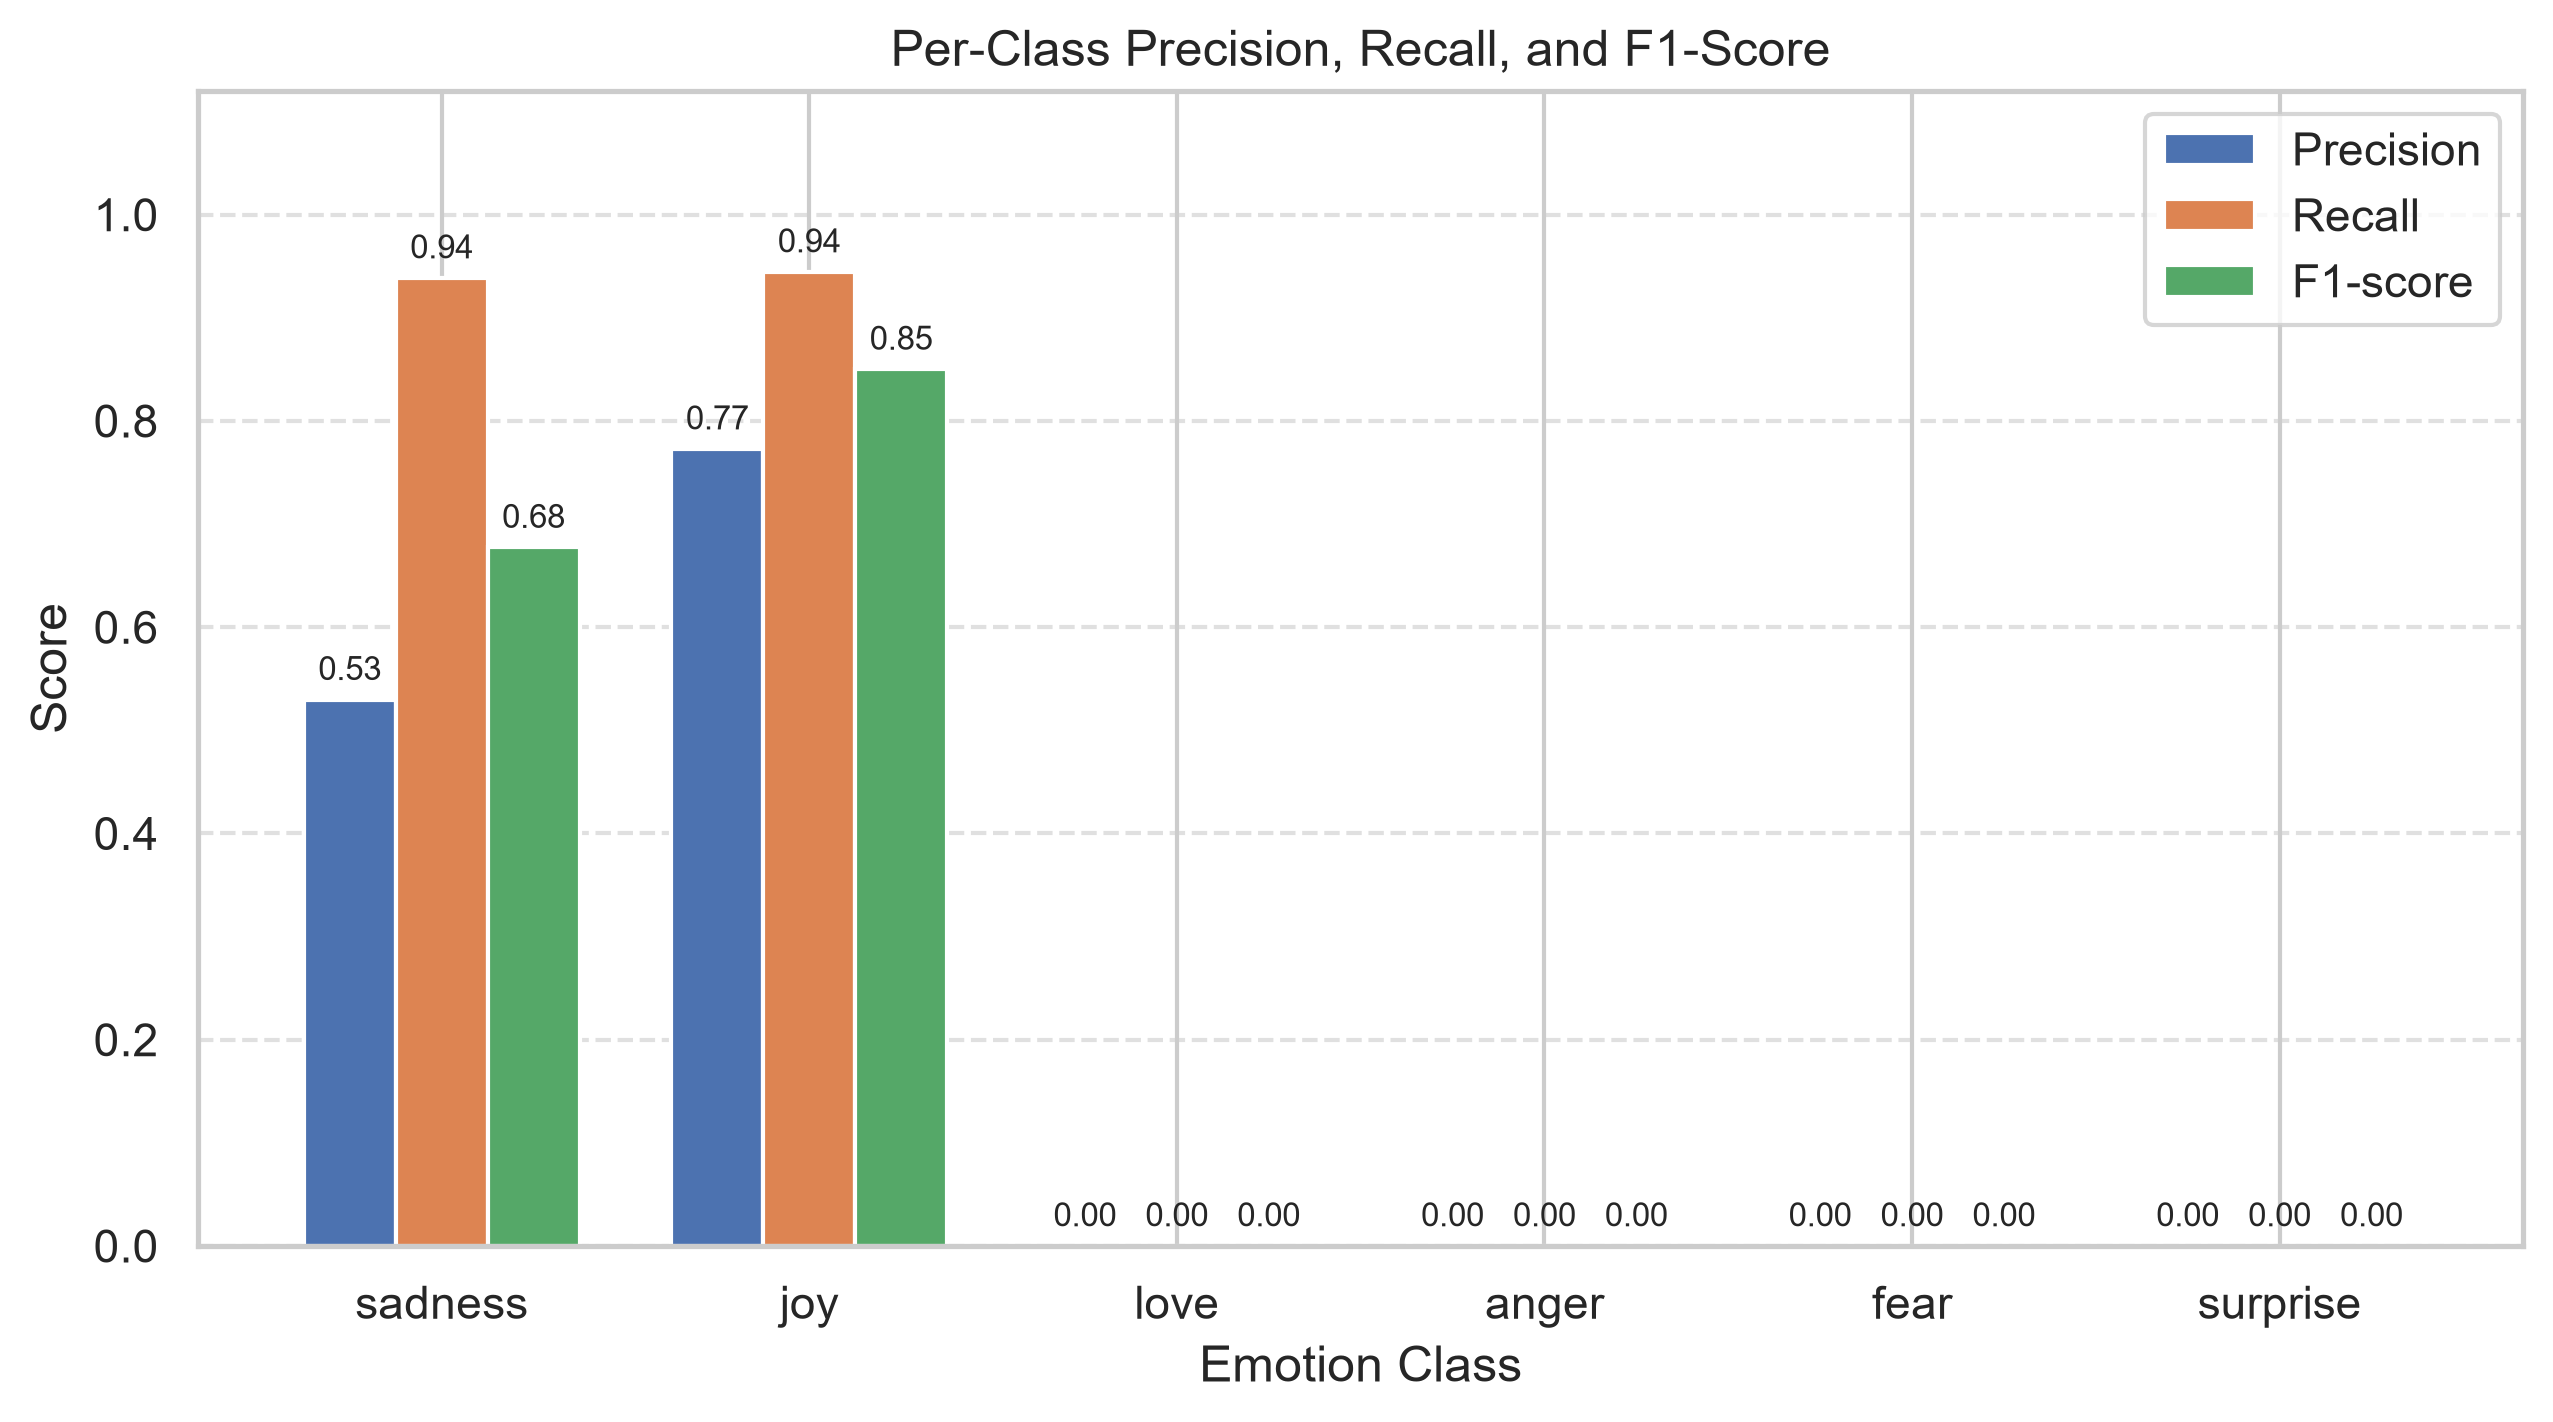 Per-Class Precision, Recall, and F1-Score
Precision
Recall
F1-score
Score
1.0
0.8
0.6
0.4
0.2
0.0
0.53
0.94
0.68
0.77
0.94
0.85
0.00 0.00 0.00
0.00 0.00 0.00
0.00 0.00 0.00
0.00 0.00 0.00
sadness joy love anger fear surprise
Emotion Class